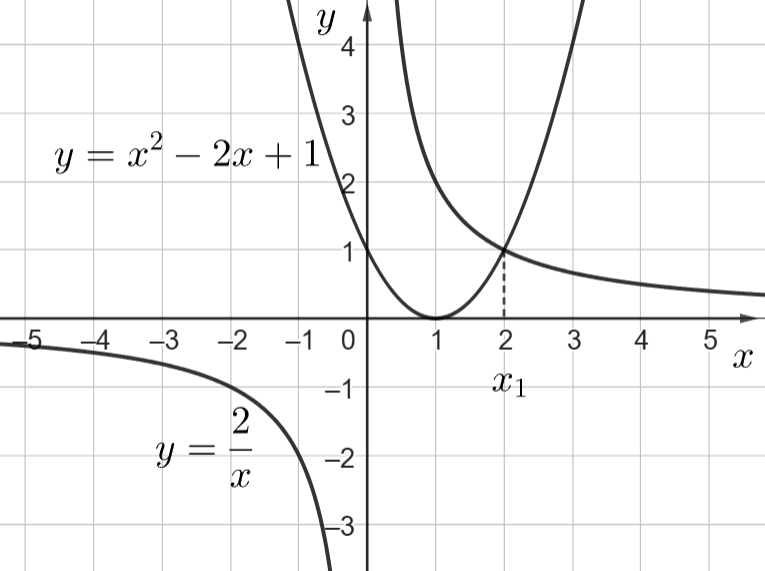 y
4
3
y = x² − 2x + 1
2
1
–5 –4 –3 –2 –1 0 1 2 3 4 5
x
x₁
–1
y = 2/x
–2
–3